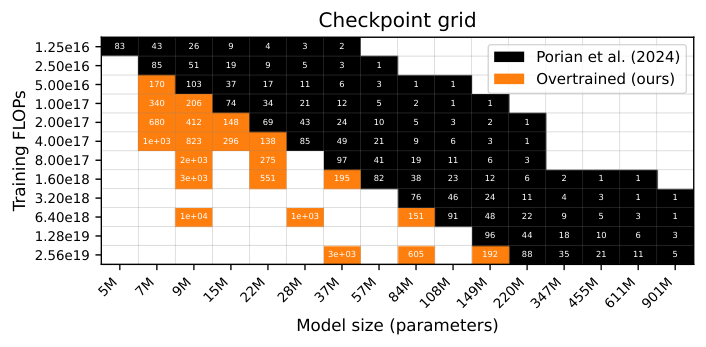 Checkpoint grid
Training FLOPs
1.25e16 83 43 26 9 4 3 2
Porian et al. (2024)
2.50e16 85 51 19 9 5 3 1
Overtrained (ours)
5.00e16 170 103 37 17 11 6 3 1 1
1.00e17 340 206 74 34 21 12 5 2 1 1
2.00e17 680 412 148 69 43 24 10 5 3 2 1
4.00e17 1e+03 823 296 138 85 49 21 9 6 3 1
8.00e17 2e+03 275 97 41 19 11 6 3
1.60e18 3e+03 551 195 82 38 23 12 6 2 1 1
3.20e18 76 46 24 11 4 3 1 1
6.40e18 1e+04 1e+03 151 91 48 22 9 5 3 1
1.28e19 96 44 18 10 6 3
2.56e19 3e+03 605 192 88 35 21 11 5
5M 7M 9M 15M 22M 28M 37M 57M 84M 108M 149M 220M 347M 455M 611M 901M
Model size (parameters)